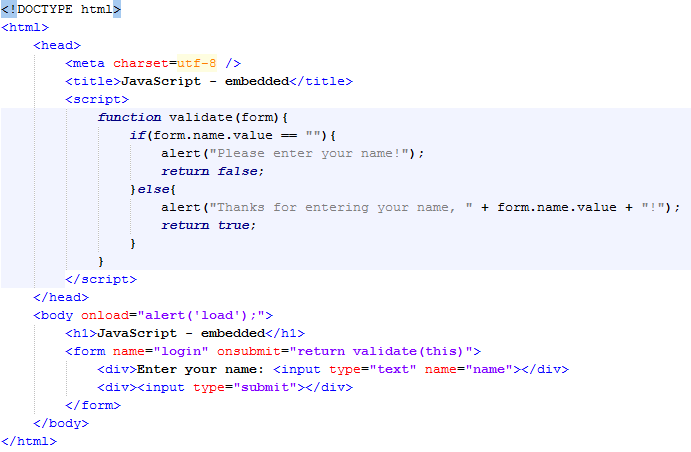 <!DOCTYPE html>
<html>
    <head>
        <meta charset=utf-8 />
        <title>JavaScript - embedded</title>
        <script>
            function validate(form){
                if(form.name.value == ""){
                    alert("Please enter your name!");
                    return false;
                }else{
                    alert("Thanks for entering your name, " + form.name.value + "!");
                    return true;
                }
            }
        </script>
    </head>
    <body onload="alert('load');">
        <h1>JavaScript - embedded</h1>
        <form name="login" onsubmit="return validate(this)">
            <div>Enter your name: <input type="text" name="name"></div>
            <div><input type="submit"></div>
        </form>
    </body>
</html>